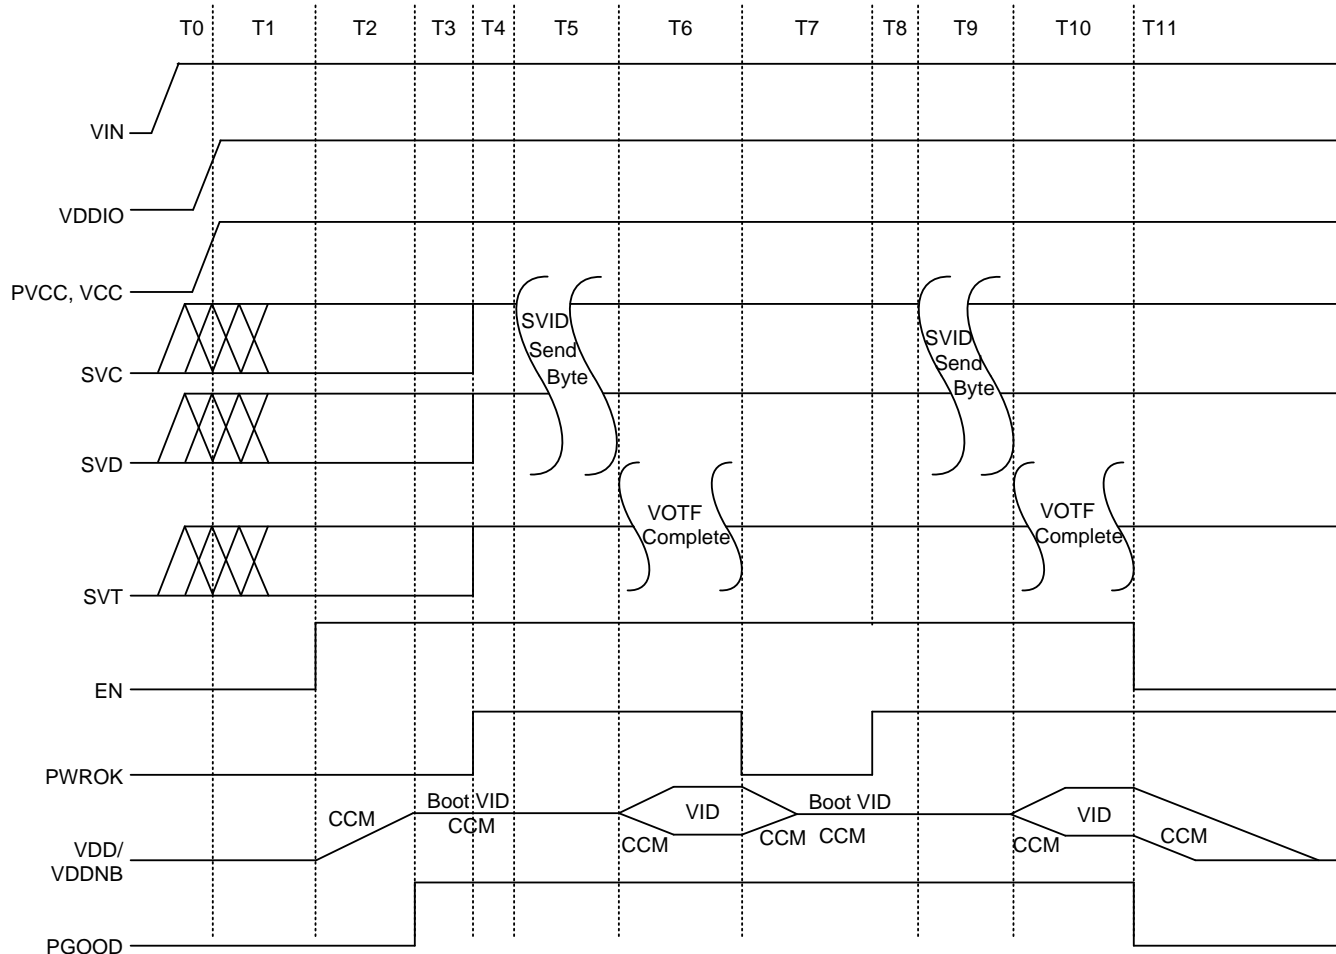 T0 T1 T2 T3 T4 T5 T6 T7 T8 T9 T10 T11
VIN
VDDIO
PVCC, VCC
SVC
SVID
Send
Byte
SVID
Send
Byte
SVD
SVT
VOTF
Complete
VOTF
Complete
EN
PWROK
VDD/
VDDNB
CCM
Boot VID
CCM
CCM
VID
CCM
Boot VID
CCM
CCM
VID
CCM
PGOOD